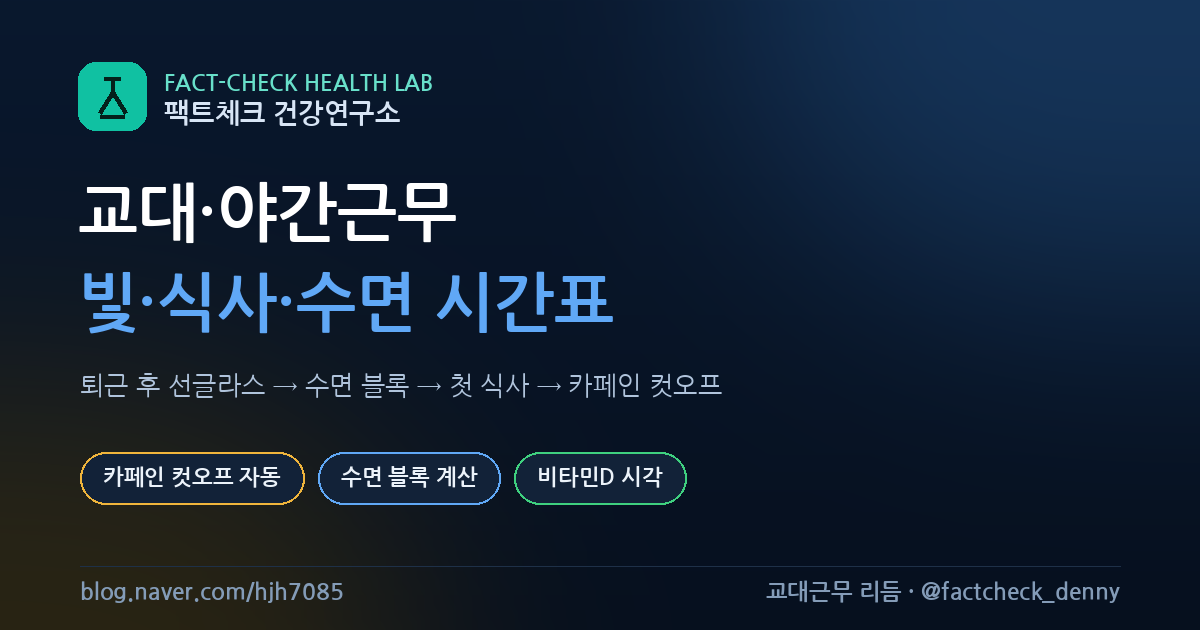 FACT-CHECK HEALTH LAB
팩트체크 건강연구소
교대·야간근무
빛·식사·수면 시간표
퇴근 후 선글라스 → 수면 블록 → 첫 식사 → 카페인 컷오프
카페인 컷오프 자동
수면 블록 계산
비타민D 시각
blog.naver.com/hjh7085
교대근무 리듬 · @factcheck_denny